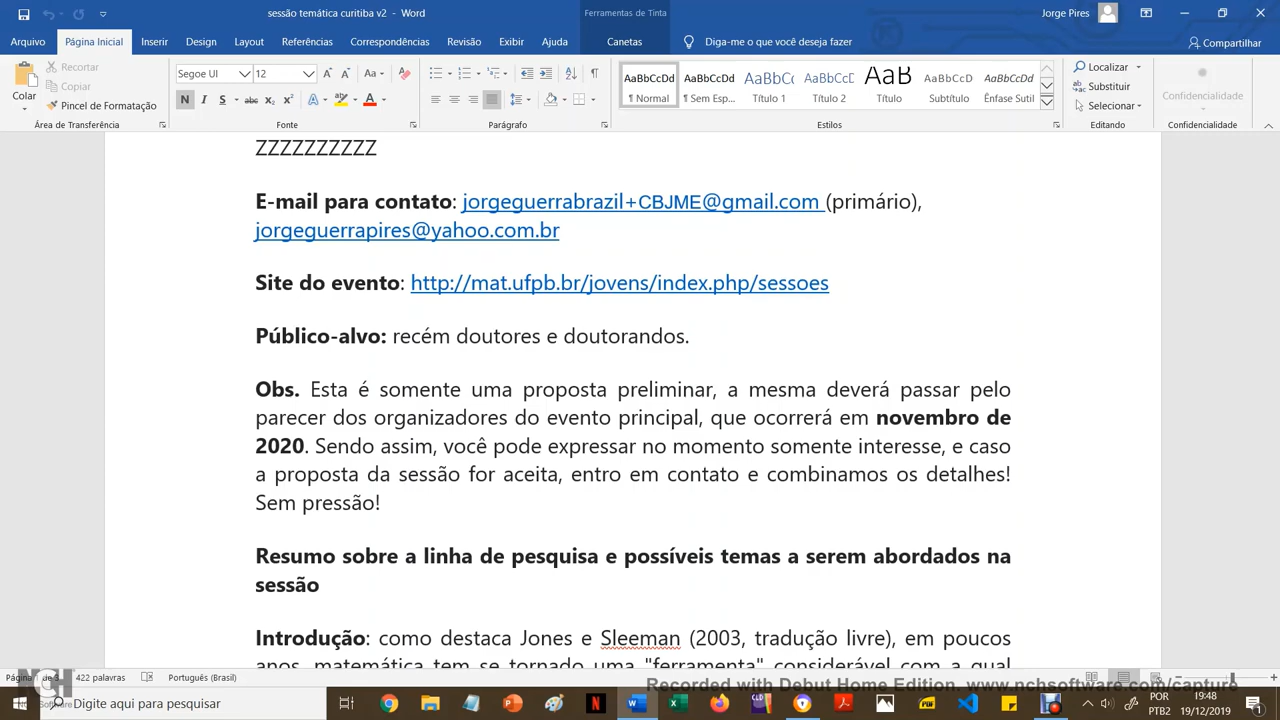 sessão temática curitiba v2 - Word
Ferramentas de Tinta
Jorge Pires
Arquivo Página Inicial Inserir Design Layout Referências Correspondências Revisão Exibir Ajuda Canetas Diga-me o que você deseja fazer Compartilhar
Colar
Recortar
Copiar
Pincel de Formatação
Área de Transferência
Segoe UI 12
N I S abc x₂ x²
Fonte
Parágrafo
AaBbCcDd AaBbCcDd AaBbCc AaBbCcD AaB AaBbCcDd AaBbCcDd
¶ Normal ¶ Sem Esp... Título 1 Título 2 Título Subtítulo Ênfase Sutil
Estilos
Localizar
Substituir
Selecionar
Editando
Confidencialidade
Confidencialidade
ZZZZZZZZZZ
E-mail para contato: jorgeguerrabrazil+CBJME@gmail.com (primário),
jorgeguerrapires@yahoo.com.br
Site do evento: http://mat.ufpb.br/jovens/index.php/sessoes
Público-alvo: recém doutores e doutorandos.
Obs. Esta é somente uma proposta preliminar, a mesma deverá passar pelo
parecer dos organizadores do evento principal, que ocorrerá em novembro de
2020. Sendo assim, você pode expressar no momento somente interesse, e caso
a proposta da sessão for aceita, entro em contato e combinamos os detalhes!
Sem pressão!
Resumo sobre a linha de pesquisa e possíveis temas a serem abordados na
sessão
Introdução: como destaca Jones e Sleeman (2003, tradução livre), em poucos
anos, matemática tem se tornado uma "ferramenta" considerável com a qual
422 palavras Português (Brasil)
Recorded with Debut Home Edition. www.nchsoftware.com/capture
NCH
Digite aqui para pesquisar
POR
PTB2
19:48
19/12/2019